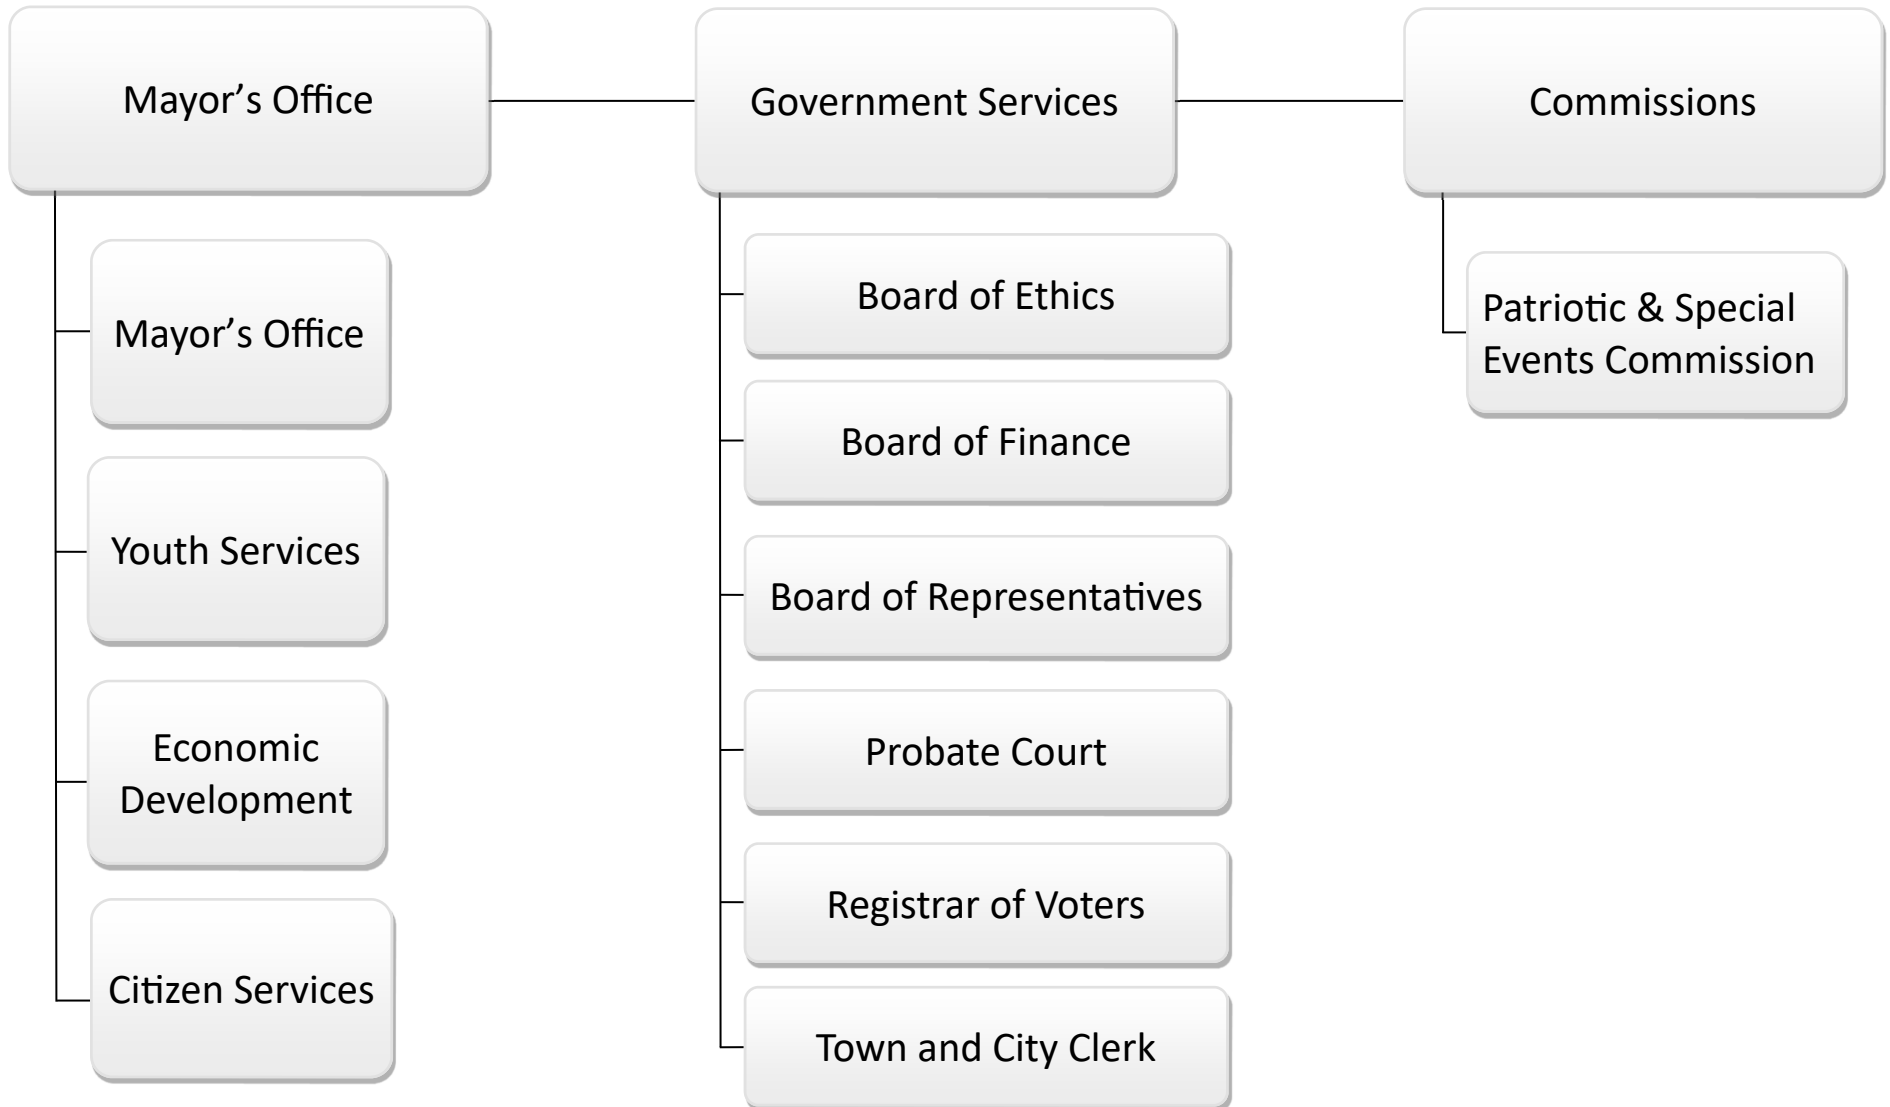 Mayor’s Office
Government Services
Commissions
Mayor’s Office
Youth Services
Economic
Development
Citizen Services
Board of Ethics
Board of Finance
Board of Representatives
Probate Court
Registrar of Voters
Town and City Clerk
Patriotic & Special
Events Commission